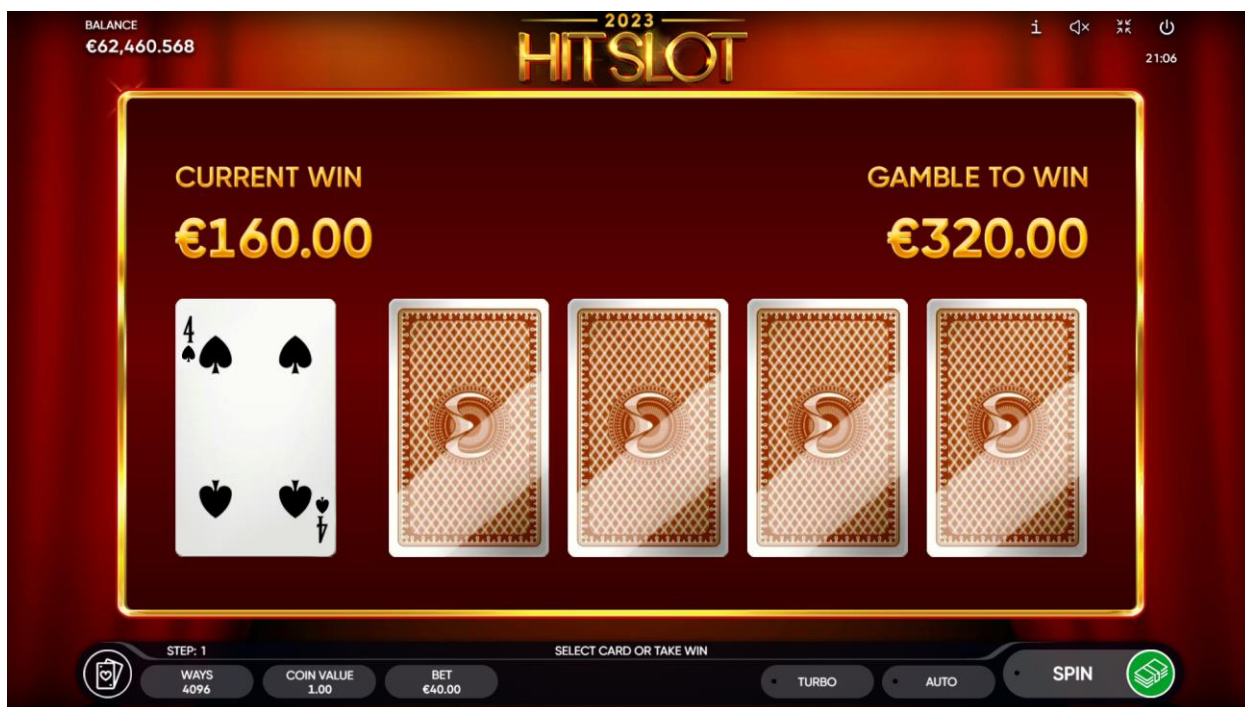 BALANCE
€62,460.568
2023
HIT SLOT
21:06
CURRENT WIN
€160.00
GAMBLE TO WIN
€320.00
4
4
STEP: 1
SELECT CARD OR TAKE WIN
WAYS
4096
COIN VALUE
1.00
BET
€40.00
TURBO
AUTO
SPIN